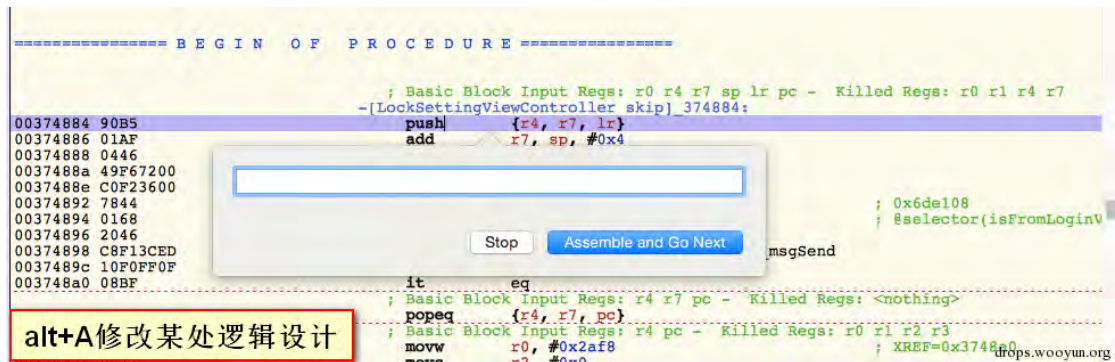 ================ B E G I N   O F   P R O C E D U R E ================
; Basic Block Input Regs: r0 r4 r7 sp lr pc -  Killed Regs: r0 r1 r4 r7
-[LockSettingViewController skip]_374884:
00374884 90B5 push {r4, r7, lr}
00374886 01AF add r7, sp, #0x4
00374888 0446
0037488a 49F67200
0037488e C0F23600
00374892 7844 ; 0x6de108
00374894 0168 ; @selector(isFromLoginV
00374896 2046
Stop Assemble and Go Next
00374898 C8F13CED msgSend
0037489c 10F0FF0F
003748a0 08BF it eq
; Basic Block Input Regs: r4 r7 pc -  Killed Regs: <nothing>
popeq {r4, r7, pc}
; Basic Block Input Regs: r4 pc -  Killed Regs: r0 r1 r2 r3
movw r0, #0x2af8 ; XREF=0x3748a0
movs r2, #0x0
alt+A修改某处逻辑设计
drops.wooyun.org